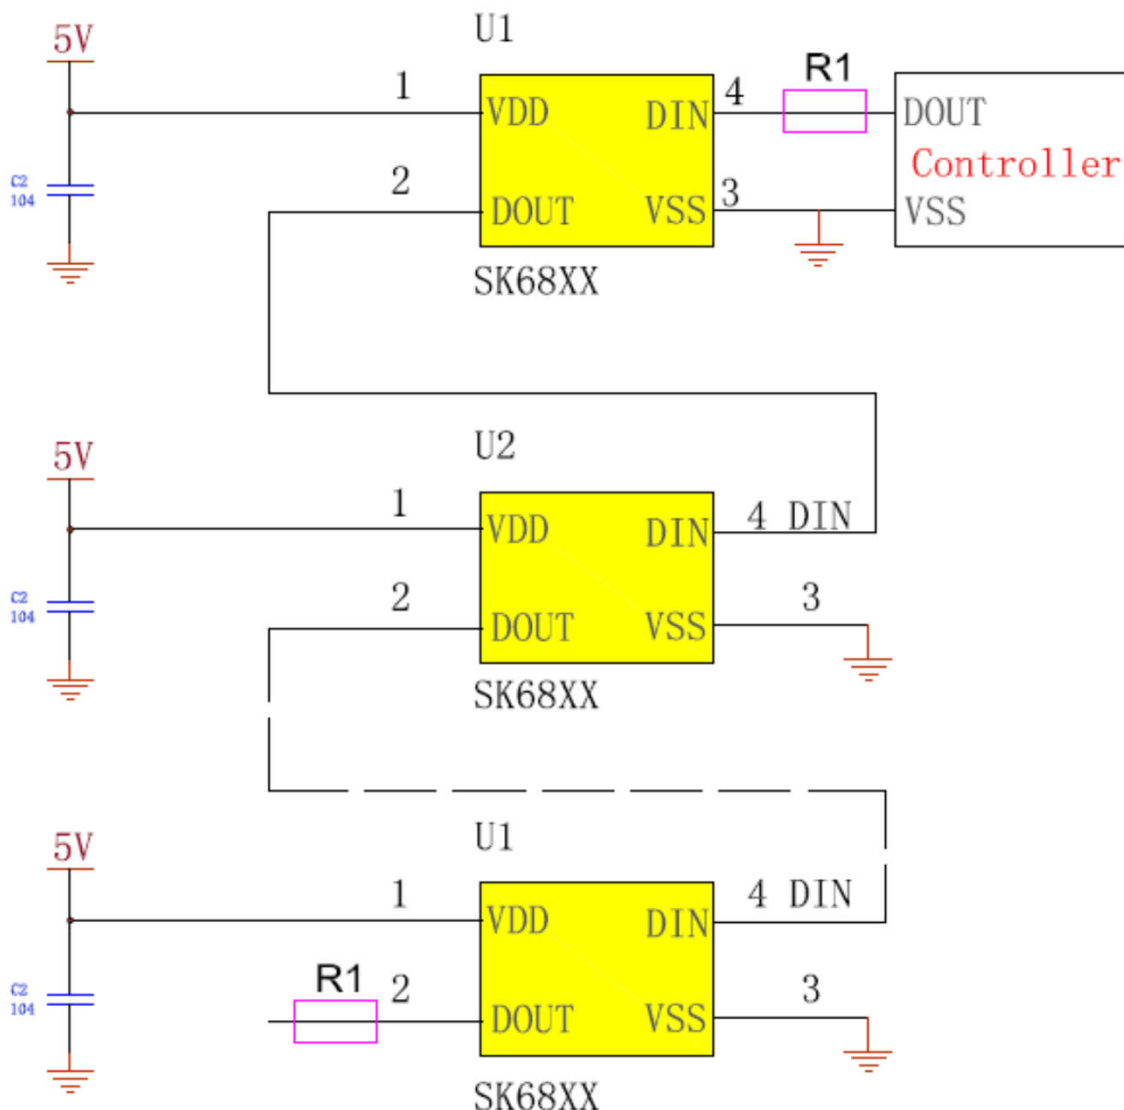 U1
5V
1
VDD
DIN
4
R1
DOUT
Controller
C2
104
2
DOUT
VSS
3
VSS
SK68XX
U2
5V
1
VDD
DIN
4 DIN
C2
104
2
DOUT
VSS
3
SK68XX
U1
5V
1
VDD
DIN
4 DIN
C2
104
R1
2
DOUT
VSS
3
SK68XX